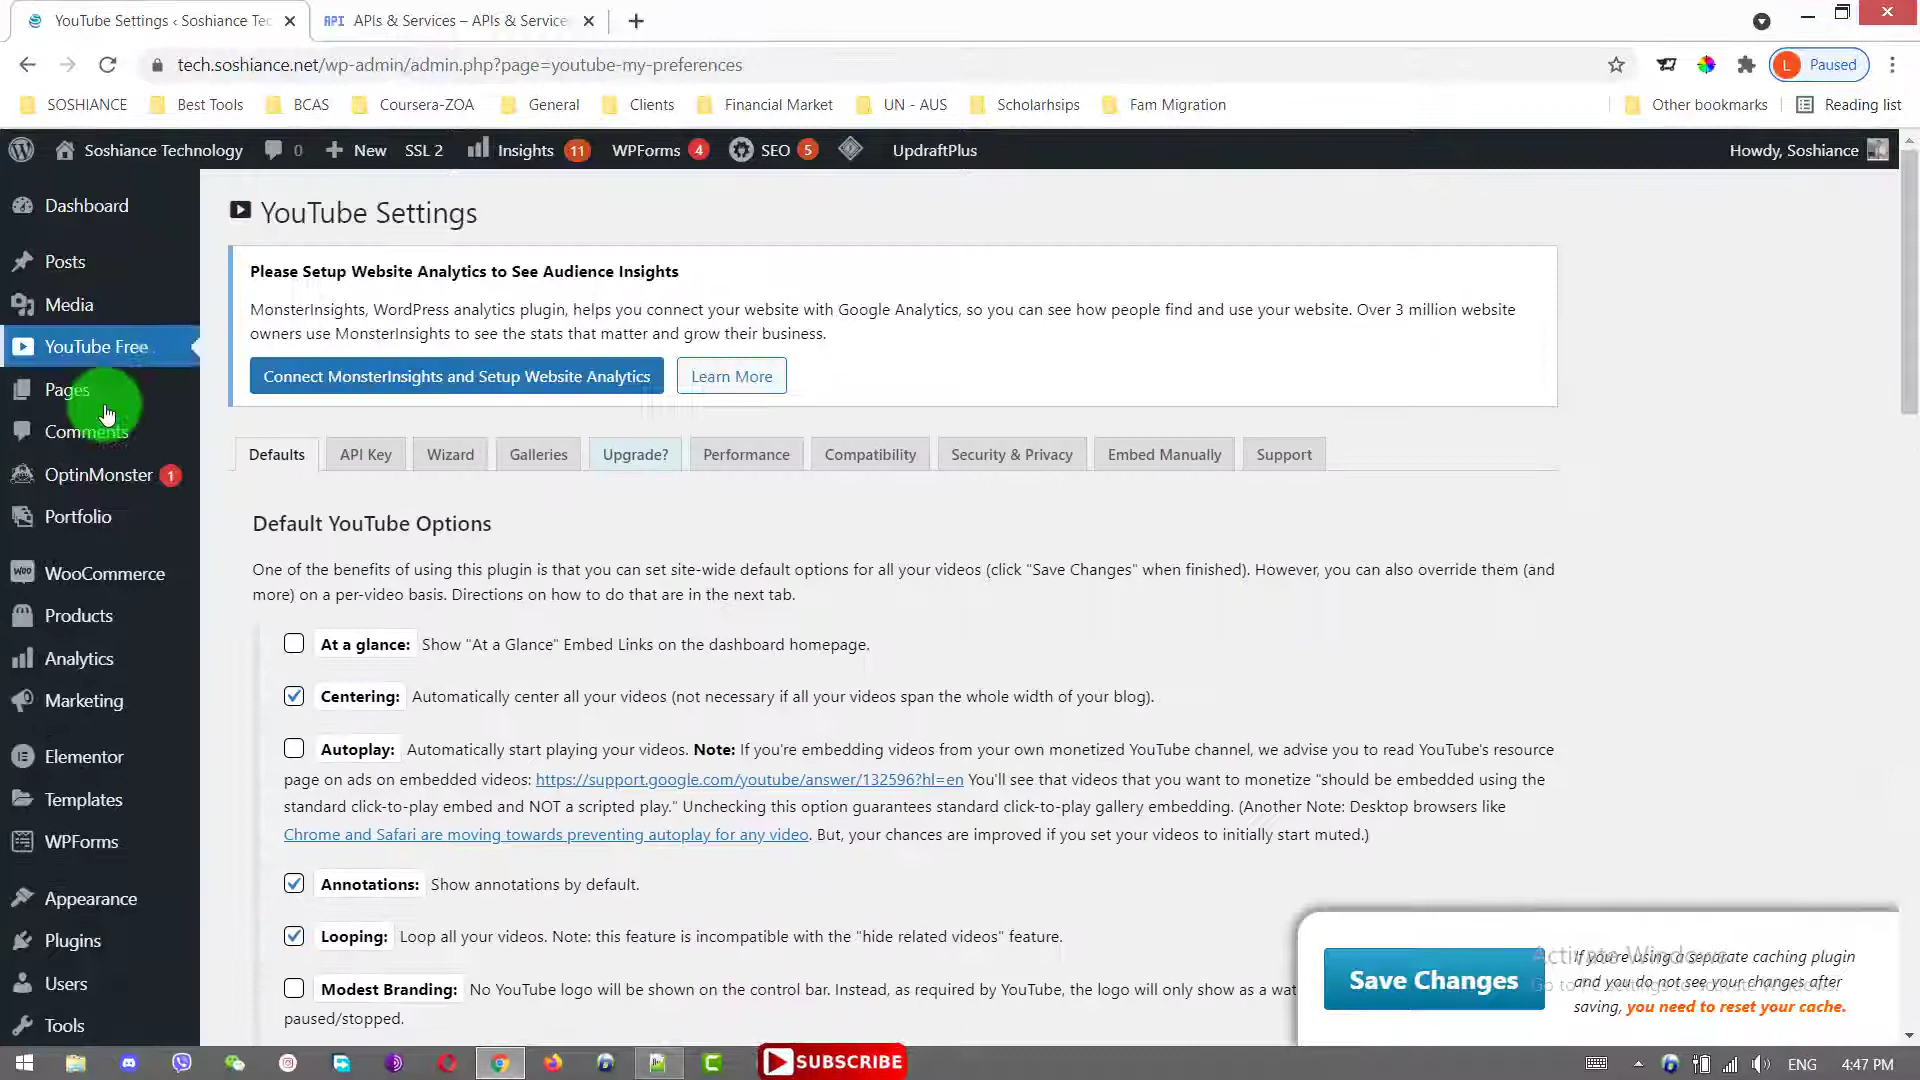 YouTube Settings ‹ Soshiance Tec
API APIs & Services – APIs & Service
tech.soshiance.net/wp-admin/admin.php?page=youtube-my-preferences
L Paused
SOSHIANCE Best Tools BCAS Coursera-ZOA General Clients Financial Market UN - AUS Scholarhsips Fam Migration Other bookmarks Reading list
Soshiance Technology 0 New SSL 2 Insights 11 WPForms 4 SEO 5 UpdraftPlus Howdy, Soshiance
Dashboard
Posts
Media
YouTube Free
Pages
Comments
OptinMonster 1
Portfolio
WooCommerce
Products
Analytics
Marketing
Elementor
Templates
WPForms
Appearance
Plugins
Users
Tools
YouTube Settings
Please Setup Website Analytics to See Audience Insights
MonsterInsights, WordPress analytics plugin, helps you connect your website with Google Analytics, so you can see how people find and use your website. Over 3 million website
owners use MonsterInsights to see the stats that matter and grow their business.
Connect MonsterInsights and Setup Website Analytics Learn More
Defaults API Key Wizard Galleries Upgrade? Performance Compatibility Security & Privacy Embed Manually Support
Default YouTube Options
One of the benefits of using this plugin is that you can set site-wide default options for all your videos (click "Save Changes" when finished). However, you can also override them (and
more) on a per-video basis. Directions on how to do that are in the next tab.
At a glance: Show "At a Glance" Embed Links on the dashboard homepage.
Centering: Automatically center all your videos (not necessary if all your videos span the whole width of your blog).
Autoplay: Automatically start playing your videos. Note: If you're embedding videos from your own monetized YouTube channel, we advise you to read YouTube's resource
page on ads on embedded videos: https://support.google.com/youtube/answer/132596?hl=en You'll see that videos that you want to monetize "should be embedded using the
standard click-to-play embed and NOT a scripted play." Unchecking this option guarantees standard click-to-play gallery embedding. (Another Note: Desktop browsers like
Chrome and Safari are moving towards preventing autoplay for any video. But, your chances are improved if you set your videos to initially start muted.)
Annotations: Show annotations by default.
Looping: Loop all your videos. Note: this feature is incompatible with the "hide related videos" feature.
Modest Branding: No YouTube logo will be shown on the control bar. Instead, as required by YouTube, the logo will only show as a wat
paused/stopped.
Save Changes
If you're using a separate caching plugin
and you do not see your changes after
saving, you need to reset your cache.
Activate Windows
Go to PC settings to activate Windows.
SUBSCRIBE
ENG 4:47 PM